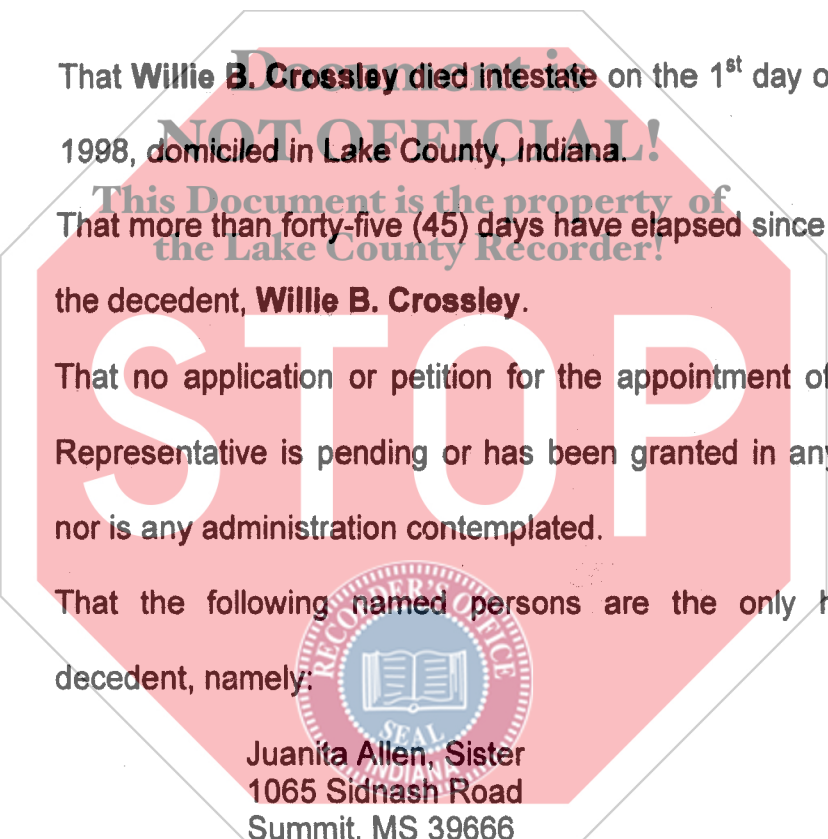 That Willie B. Crossley died intestate on the 1st day o
1998, domiciled in Lake County, Indiana.
That more than forty-five (45) days have elapsed since
the decedent, Willie B. Crossley.
That no application or petition for the appointment of
Representative is pending or has been granted in any
nor is any administration contemplated.
That the following named persons are the only h
decedent, namely:
Juanita Allen, Sister
1065 Sidnash Road
Summit, MS 39666
Document is
NOT OFFICIAL!
This Document is the property of
the Lake County Recorder!
STOP
RECORDER'S OFFICE
SEAL
INDIANA